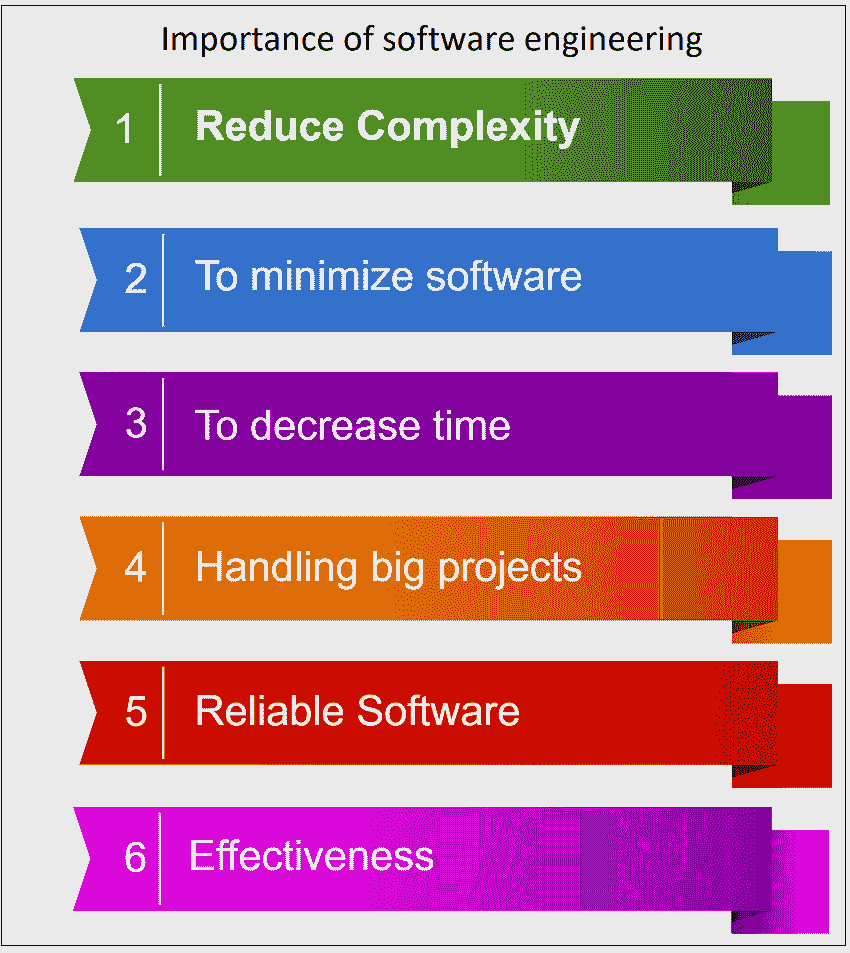 Importance of software engineering
1 Reduce Complexity
2 To minimize software
3 To decrease time
4 Handling big projects
5 Reliable Software
6 Effectiveness